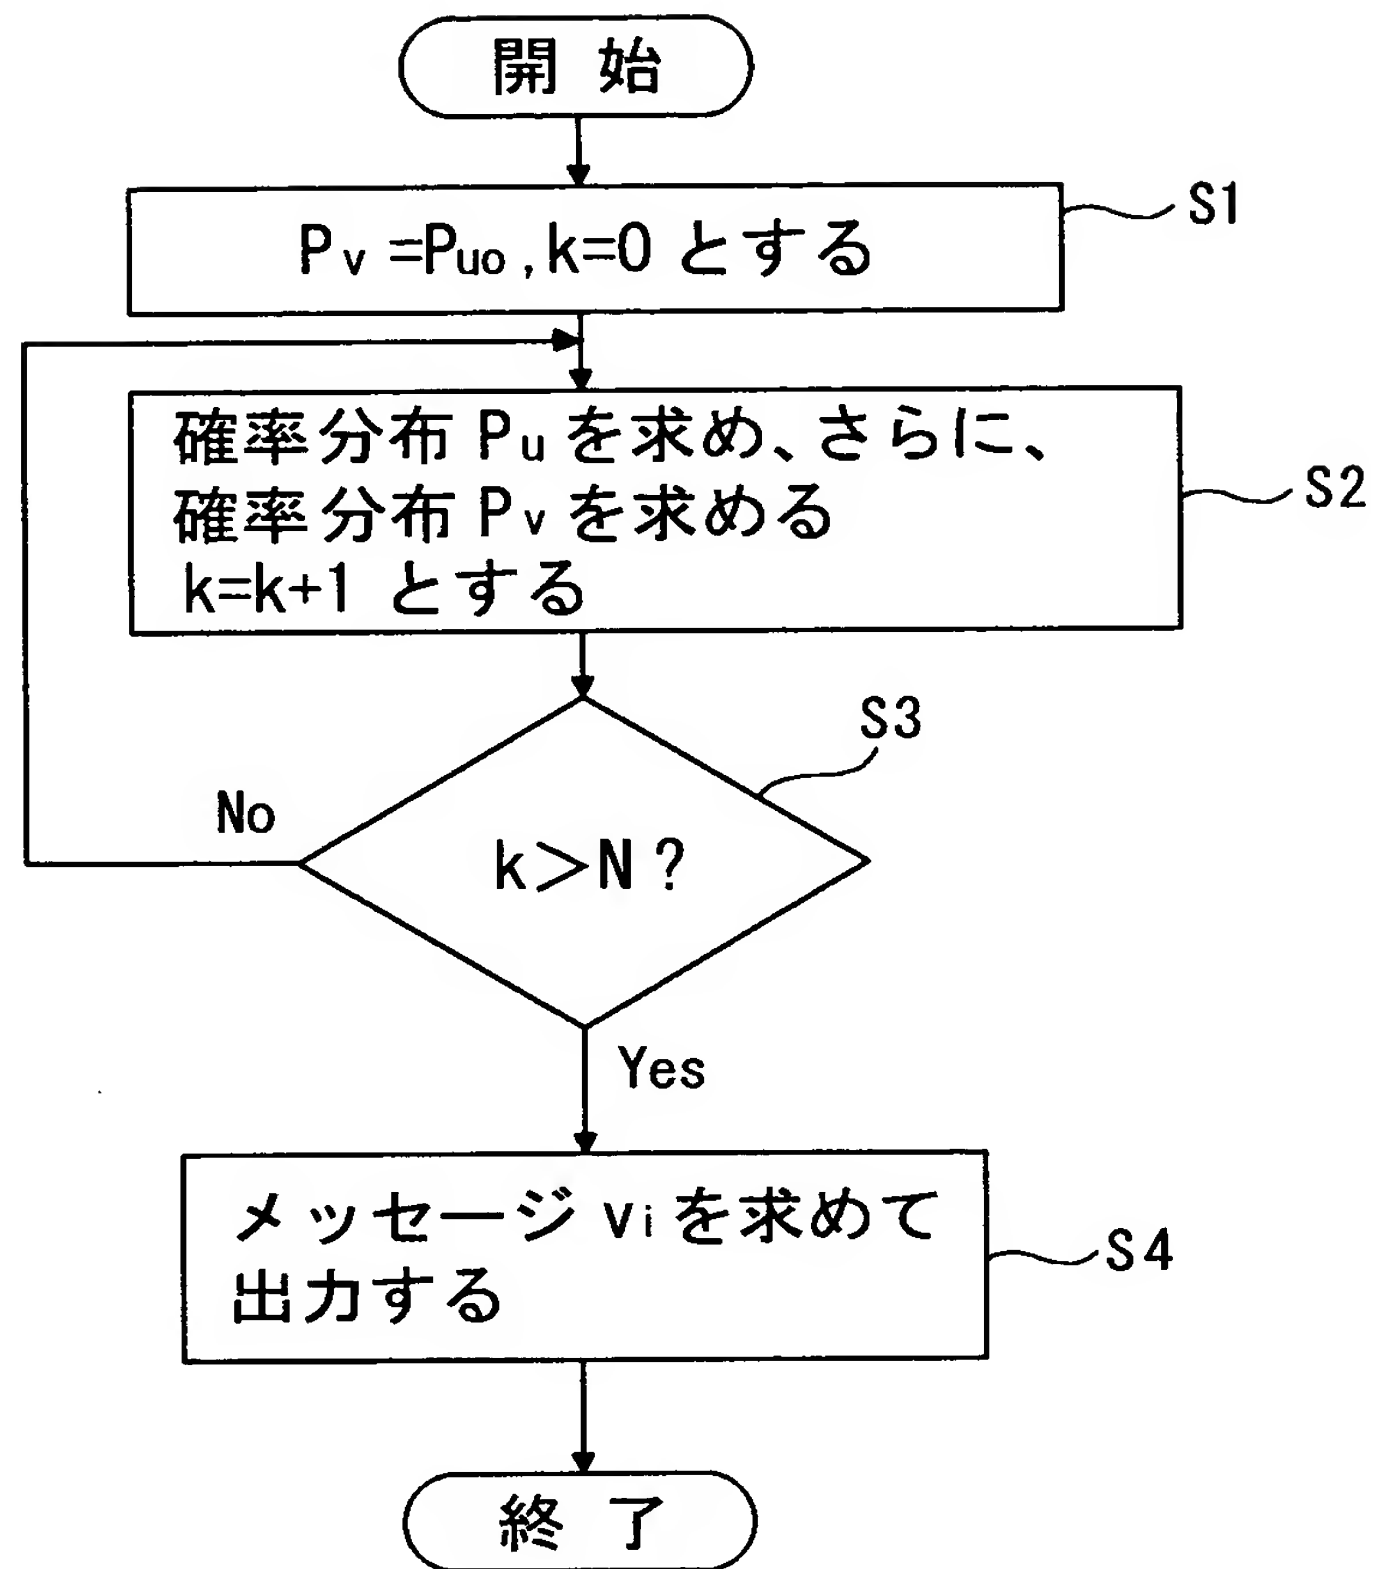 開始
Pv=Puo,k=0 とする
S1
確率分布 Pu を求め、さらに、
確率分布 Pv を求める
k=k+1 とする
S2
S3
No
k>N?
Yes
メッセージ vi を求めて
出力する
S4
終了